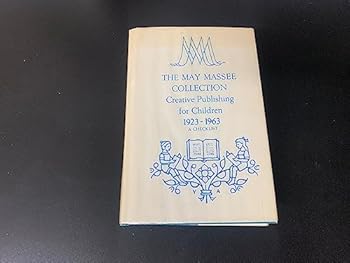 THE MAY MASSEE
COLLECTION
Creative Publishing
for Children
1923-1963
A CHECKLIST